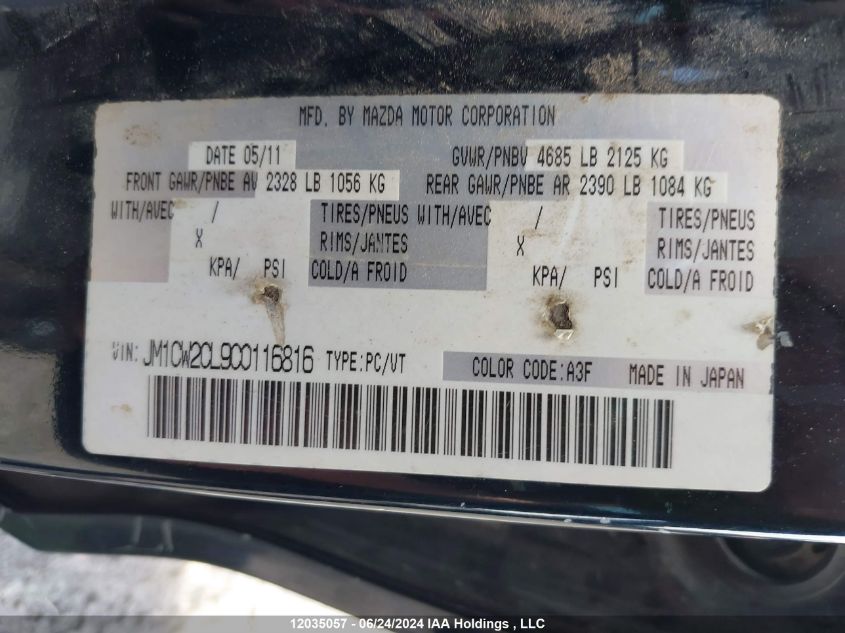 MFD. BY MAZDA MOTOR CORPORATION
DATE 05/11 GVWR/PNBV 4685 LB 2125 KG
FRONT GAWR/PNBE AV 2328 LB 1056 KG REAR GAWR/PNBE AR 2390 LB 1084 KG
WITH/AVEC / TIRES/PNEUS WITH/AVEC / TIRES/PNEUS
X RIMS/JANTES X RIMS/JANTES
KPA/ PSI COLD/A FROID KPA/ PSI COLD/A FROID
VIN: JM1CW2CL9C0116816 TYPE:PC/VT COLOR CODE:A3F MADE IN JAPAN
12035057 - 06/24/2024 IAA Holdings , LLC